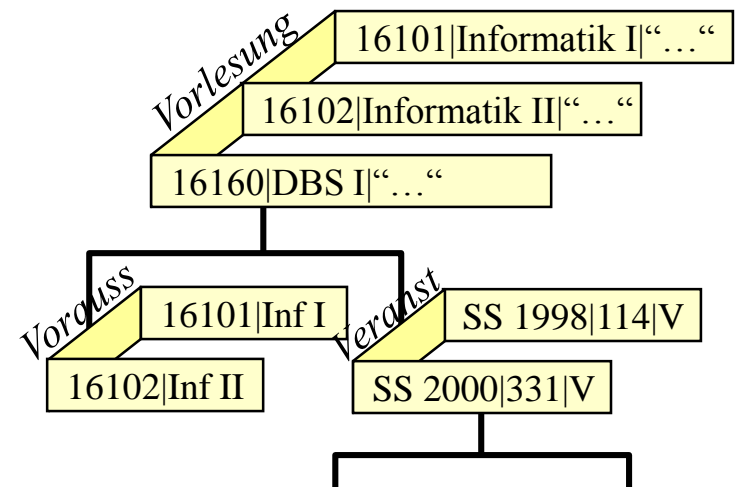 Vorlesung
16101|Informatik I|“…“
16102|Informatik II|“…“
16160|DBS I|“…“
Vorauss
16101|Inf I
16102|Inf II
Veranst
SS 1998|114|V
SS 2000|331|V